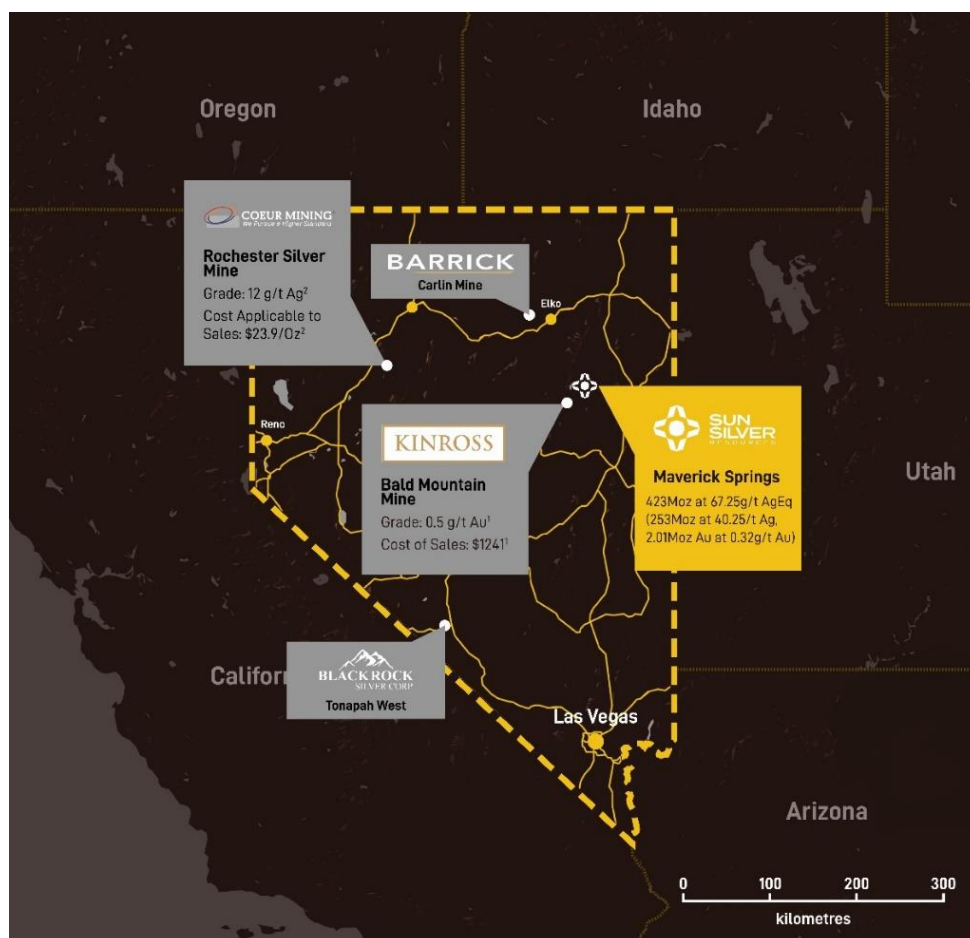 Oregon
Idaho
COEUR MINING
We Pursue a Higher Standard
Rochester Silver
Mine
Grade: 12 g/t Ag²
Cost Applicable to
Sales: $23.9/Oz²
BARRICK
Carlin Mine
Elko
Reno
KINROSS
Bald Mountain
Mine
Grade: 0.5 g/t Au¹
Cost of Sales: $1241¹
SUN
SILVER
RESOURCES
Maverick Springs
423Moz at 67.25g/t AgEq
(253Moz at 40.25/t Ag,
2.01Moz Au at 0.32g/t Au)
Utah
Califor
BLACKROCK
SILVER CORP
Tonapah West
Las Vegas
Arizona
0 100 200 300
kilometres